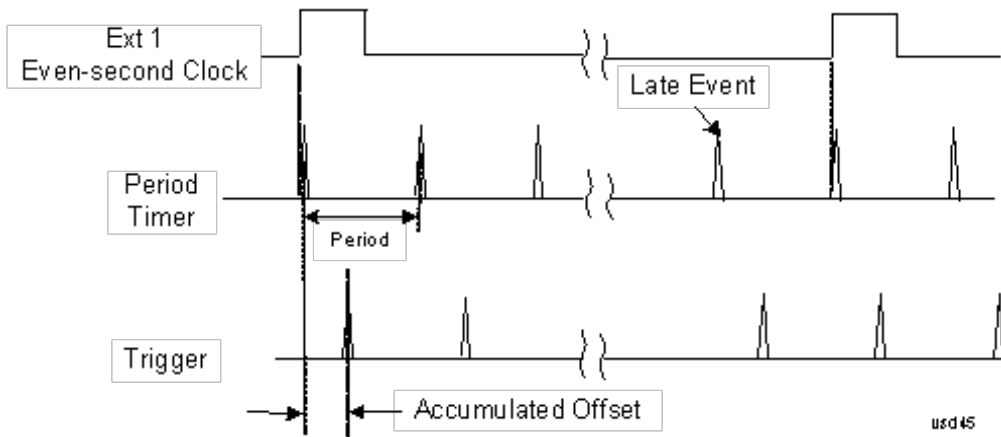 Ext 1
Even-second Clock
Late Event
Period
Timer
Period
Trigger
Accumulated Offset
usd45